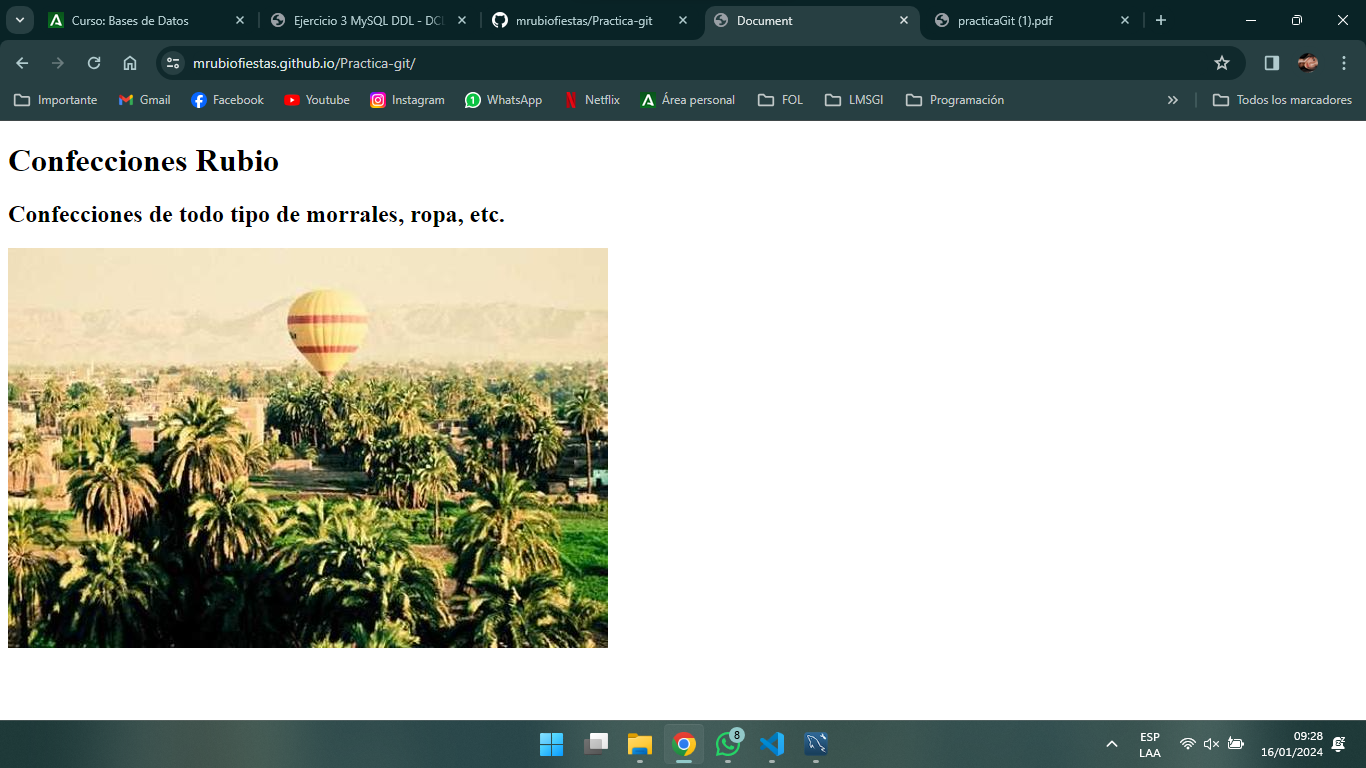 Curso: Bases de Datos
Ejercicio 3 MySQL DDL - DCL
mrubiofiestas/Practica-git
Document
practicaGit (1).pdf
mrubiofiestas.github.io/Practica-git/
Importante
Gmail
Facebook
Youtube
Instagram
1
WhatsApp
Netflix
Área personal
FOL
LMSGI
Programación
Todos los marcadores
Confecciones Rubio
Confecciones de todo tipo de morrales, ropa, etc.
8
ESP
LAA
09:28
16/01/2024